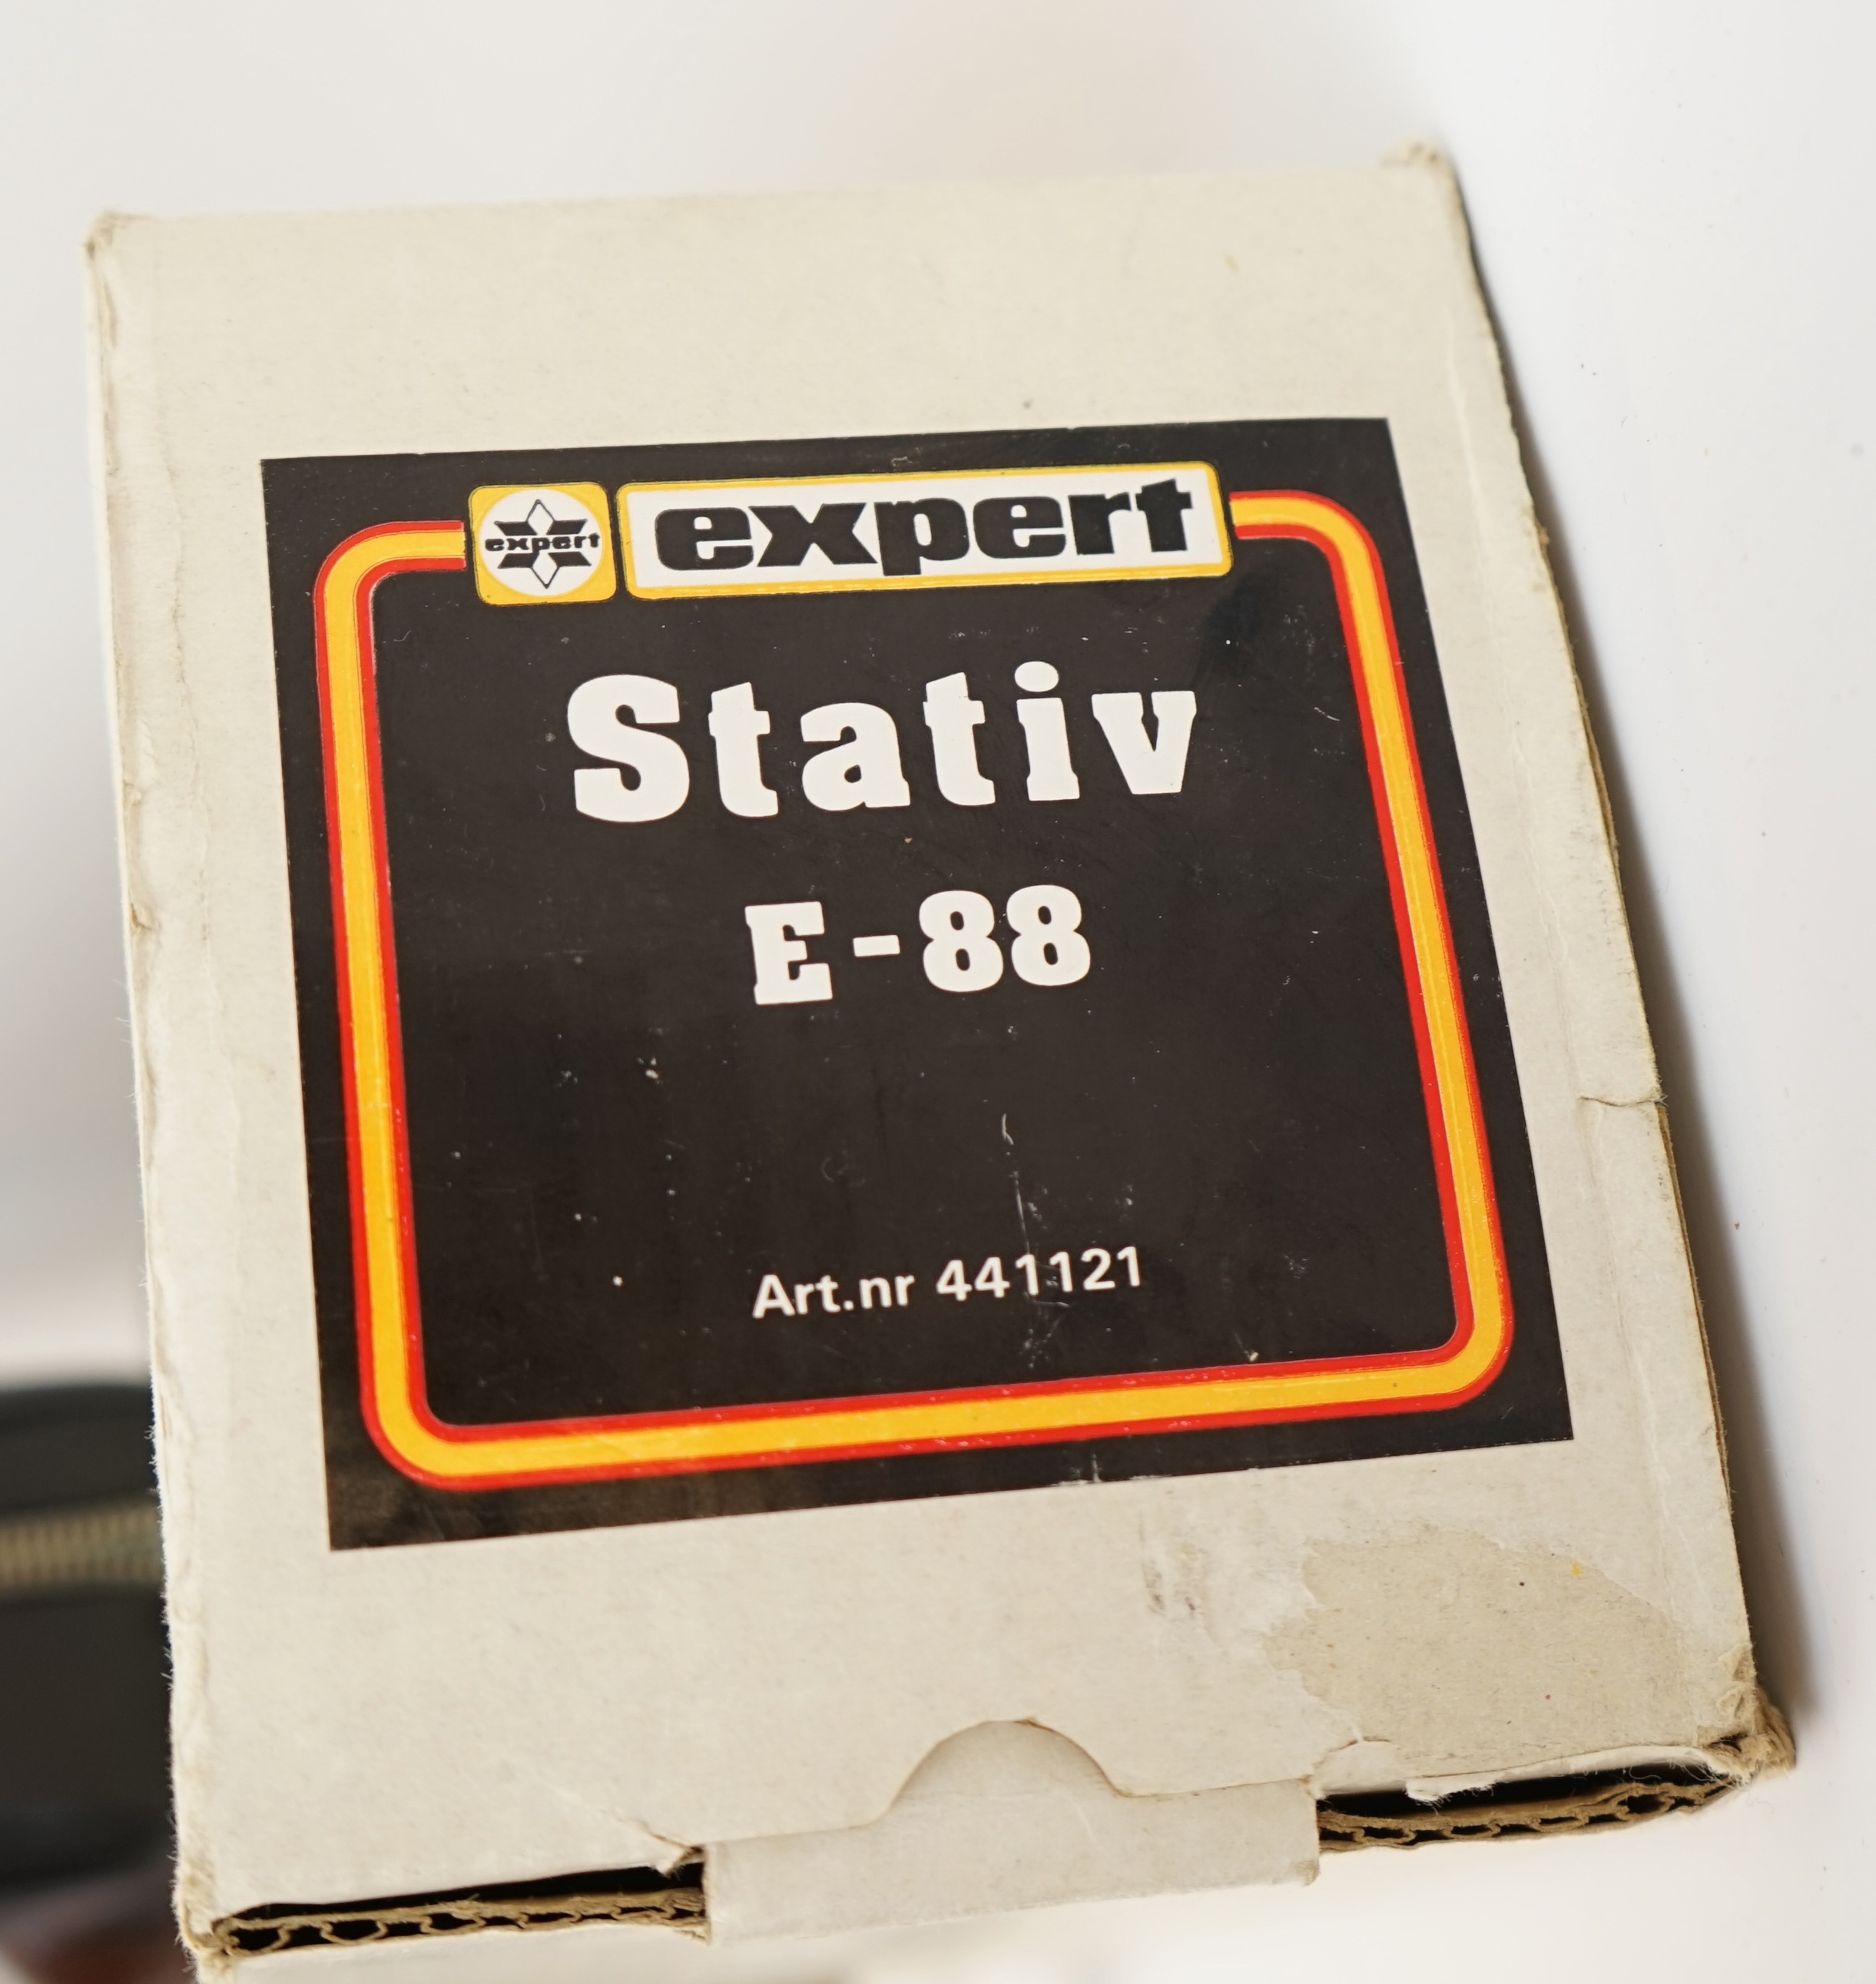 expert
expert
Stativ
E-88
Art.nr 441121